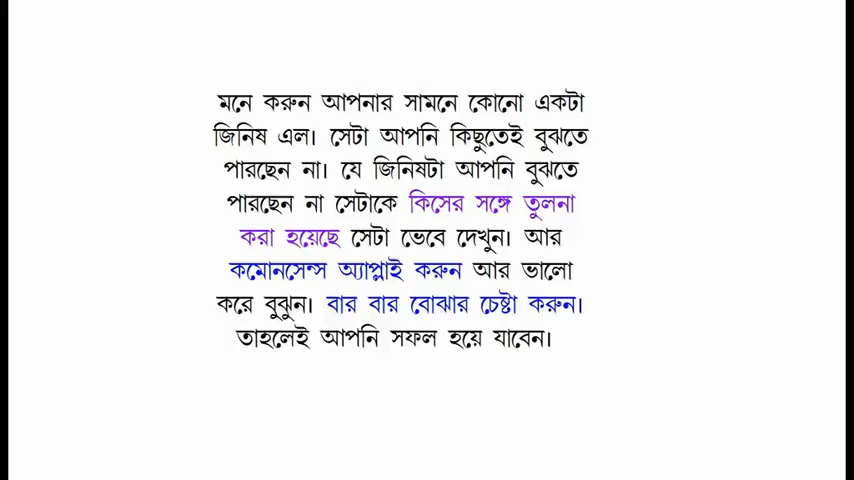 মনে করুন আপনার সামনে কোনো একটা
জিনিষ এল। সেটা আপনি কিছুতেই বুঝতে
পারছেন না। যে জিনিষটা আপনি বুঝতে
পারছেন না সেটাকে কিসের সঙ্গে তুলনা
করা হয়েছে সেটা ভেবে দেখুন। আর
কমোনসেন্স অ্যাপ্লাই করুন আর ভালো
করে বুঝুন। বার বার বোঝার চেষ্টা করুন।
তাহলেই আপনি সফল হয়ে যাবেন।